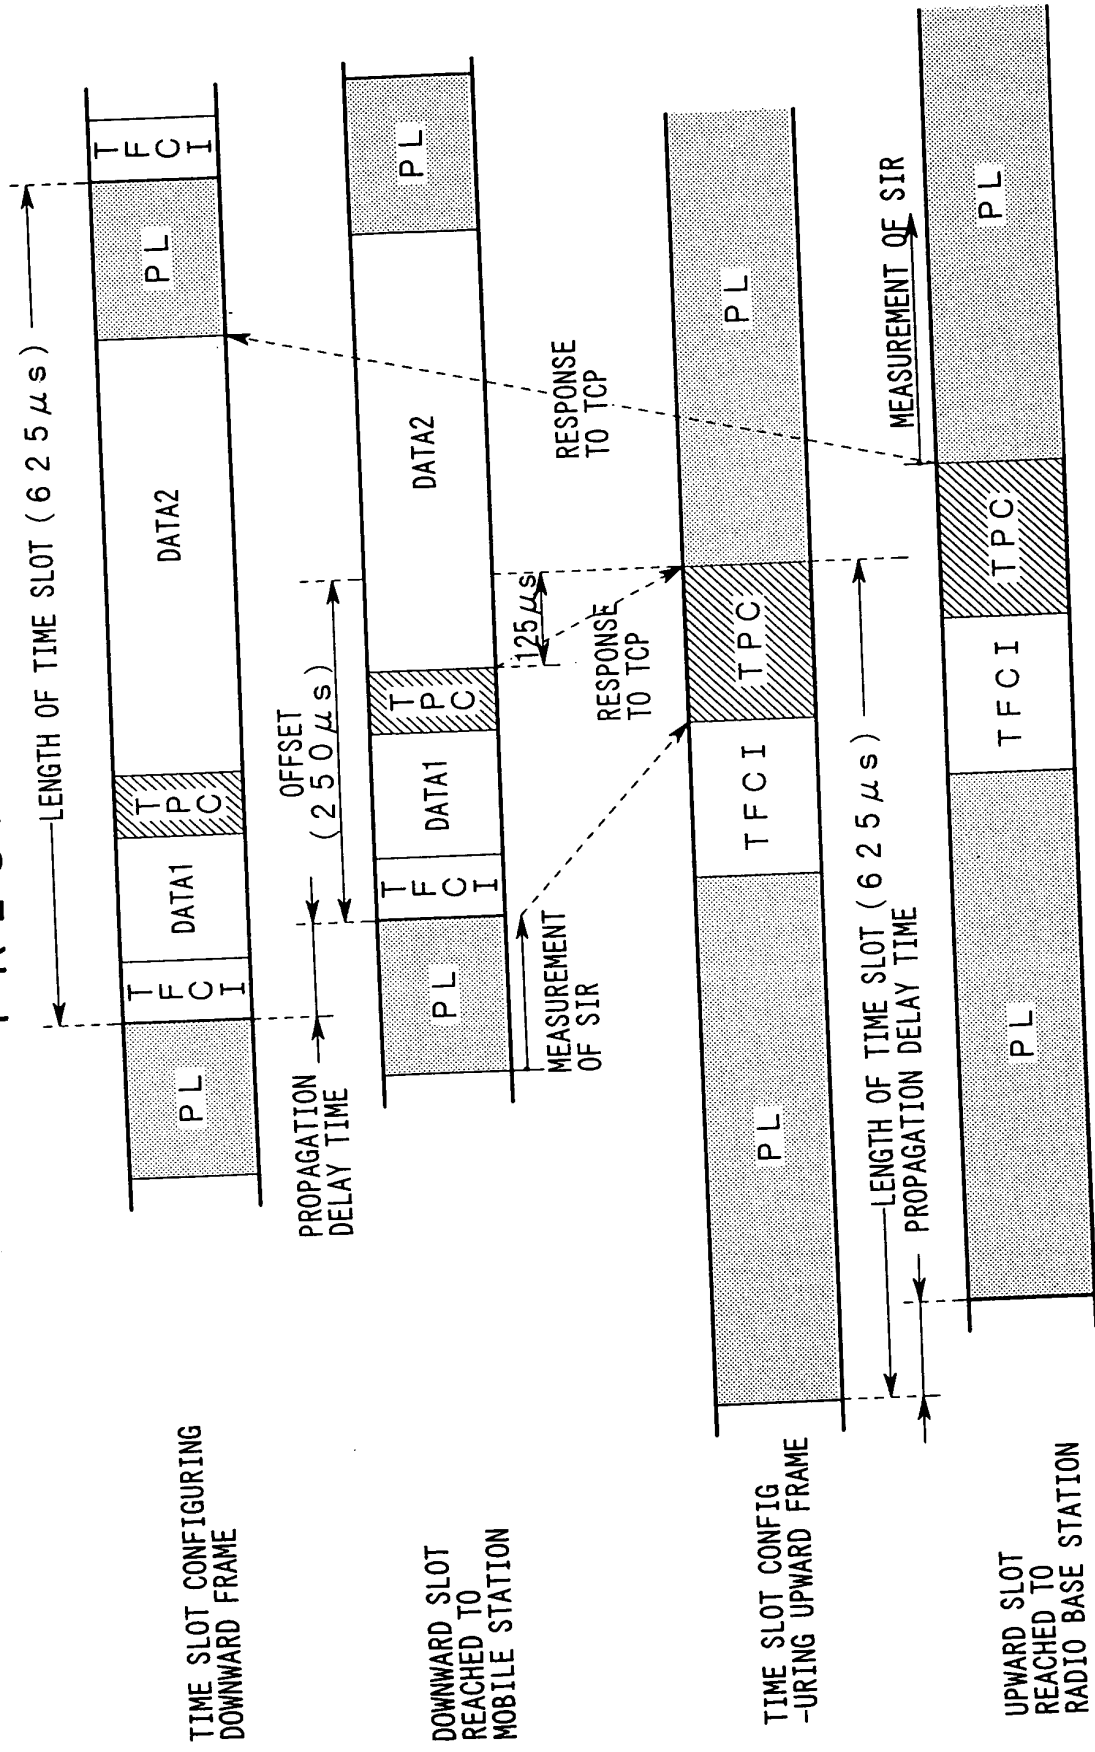 LENGTH OF TIME SLOT (625μs)
TIME SLOT CONFIGURING
DOWNWARD FRAME
PL
TFCI
DATA1
TPC
DATA2
PL
TFCI
PROPAGATION
DELAY TIME
OFFSET
(250μs)
DOWNWARD SLOT
REACHED TO
MOBILE STATION
PL
TFCI
DATA1
TPC
DATA2
PL
MEASUREMENT
OF SIR
125μs
RESPONSE
TO TCP
RESPONSE
TO TCP
TIME SLOT CONFIG
-URING UPWARD FRAME
PL
TFCI
TPC
PL
LENGTH OF TIME SLOT (625μs)
PROPAGATION DELAY TIME
MEASUREMENT OF SIR
UPWARD SLOT
REACHED TO
RADIO BASE STATION
PL
TFCI
TPC
PL